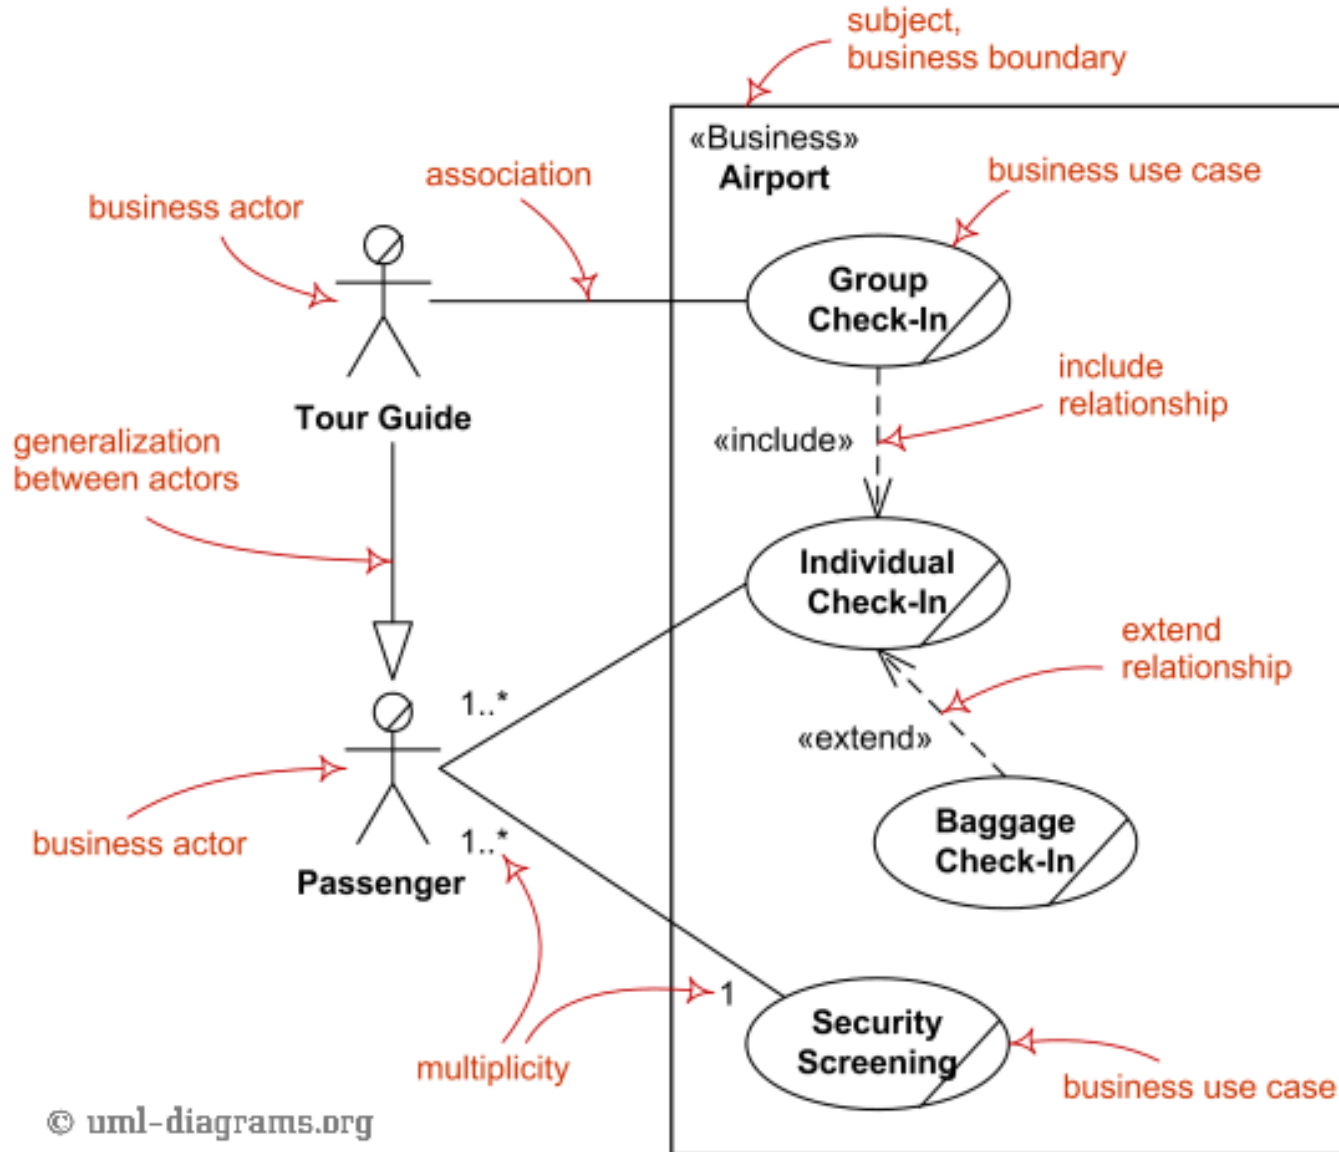 subject,
business boundary
«Business»
Airport
association
business use case
business actor
Group
Check-In
include
relationship
Tour Guide
«include»
generalization
between actors
Individual
Check-In
extend
relationship
1..*
«extend»
business actor
1..*
Baggage
Check-In
Passenger
1
Security
Screening
multiplicity
business use case
© uml-diagrams.org